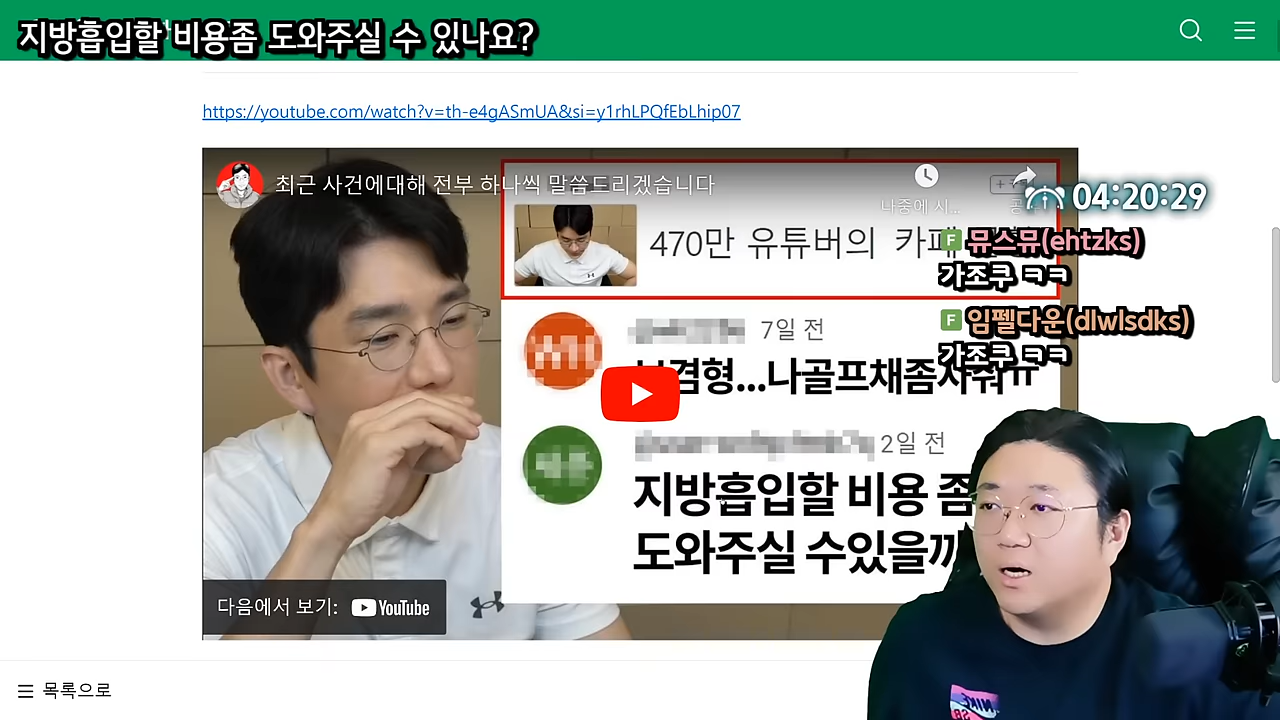 지방흡입할 비용좀 도와주실 수 있나요?
https://youtube.com/watch?v=th-e4gASmUA&si=y1rhLPQfEbLhip07
최근 사건에대해 전부 하나씩 말씀드리겠습니다
나중에 시...
04:20:29
470만 유튜버의 카페
F 뮤스뮤(ehtzks)
가조쿠 ㅋㅋ
F 임펠다운(dlwlsdks)
가조쿠 ㅋㅋ
7일 전
2일 전
지방흡입할 비용 좀
도와주실 수있을까
다음에서 보기: YouTube
목록으로
NIKE
SB